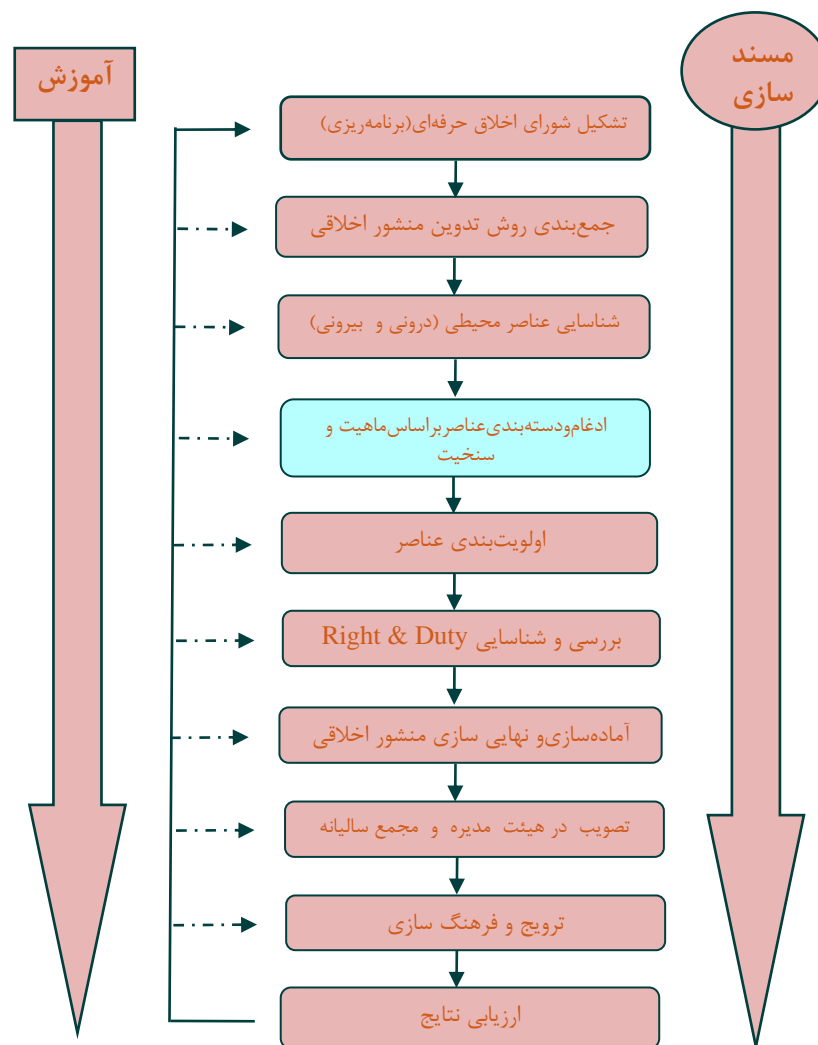 مسند
سازی
آموزش
تشکیل شورای اخلاق حرفه‌ای(برنامه‌ریزی)
جمع‌بندی روش تدوین منشور اخلاقی
شناسایی عناصر محیطی (درونی و بیرونی)
ادغام‌ودسته‌بندی‌عناصربراساس‌ماهیت و
سنخیت
اولویت‌بندی عناصر
بررسی و شناسایی Right & Duty
آماده‌سازی‌و نهایی سازی منشور اخلاقی
تصویب در هیئت مدیره و مجمع سالیانه
ترویج و فرهنگ سازی
ارزیابی نتایج